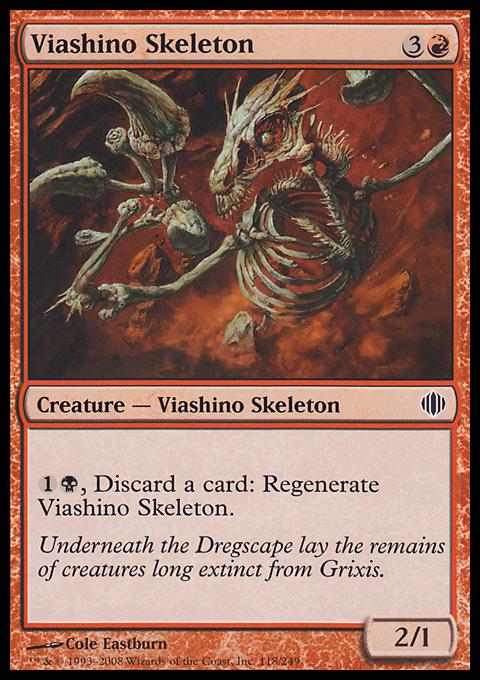 Viashino Skeleton 3
Creature — Viashino Skeleton
1, Discard a card: Regenerate
Viashino Skeleton.
Underneath the Dregscape lay the remains
of creatures long extinct from Grixis.
Cole Eastburn
2/1
™ & © 1993–2008 Wizards of the Coast, Inc. 118/249